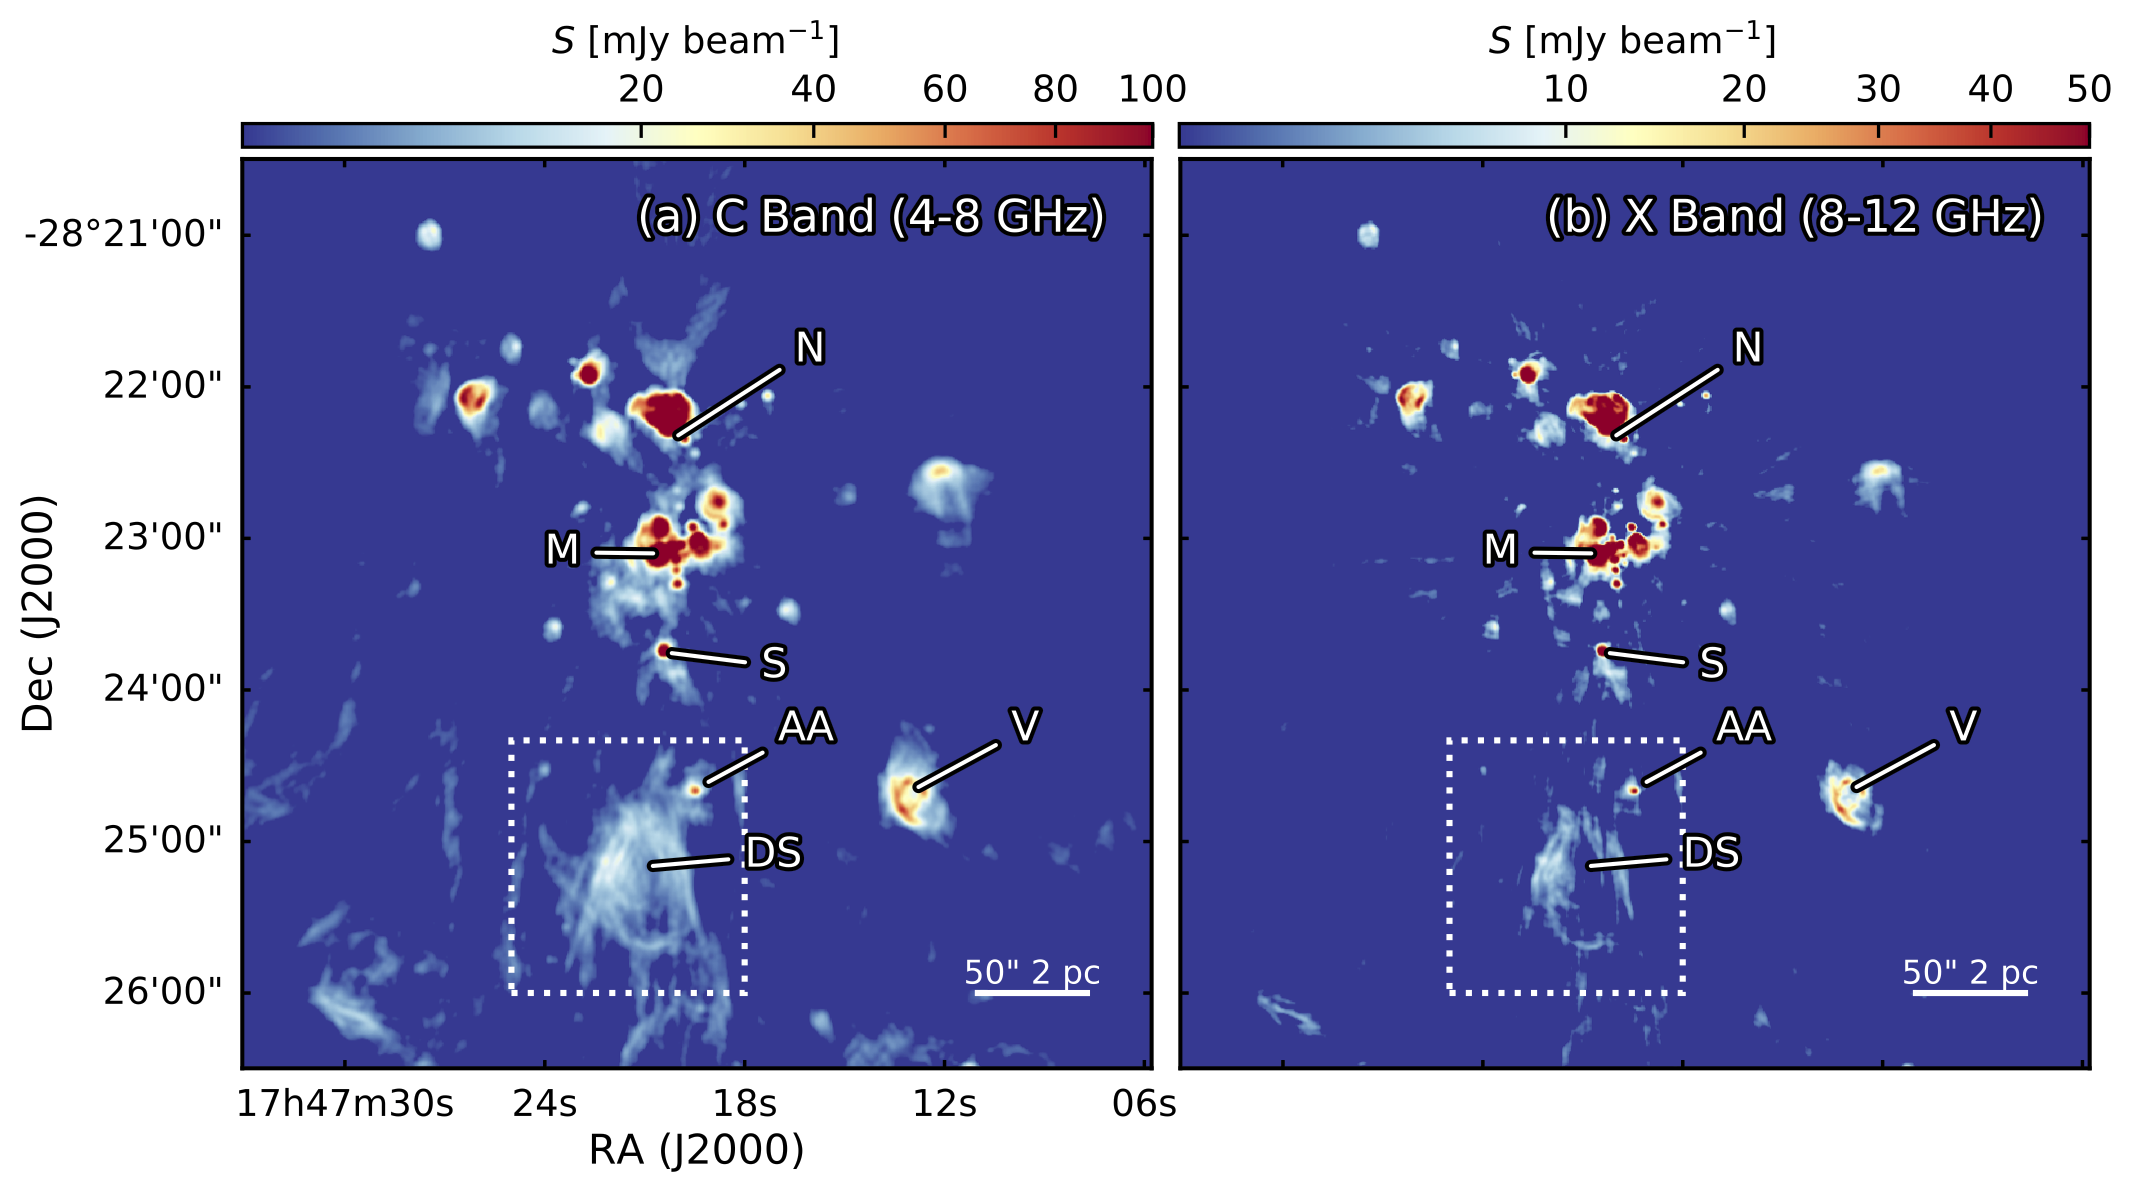 S [mJy beam⁻¹]
20 40 60 80 100
(a) C Band (4-8 GHz)
N
M
S
AA
V
DS
50" 2 pc
-28°21'00"
22'00"
23'00"
24'00"
25'00"
26'00"
Dec (J2000)
17h47m30s 24s 18s 12s 06s
RA (J2000)
S [mJy beam⁻¹]
10 20 30 40 50
(b) X Band (8-12 GHz)
N
M
S
AA
V
DS
50" 2 pc